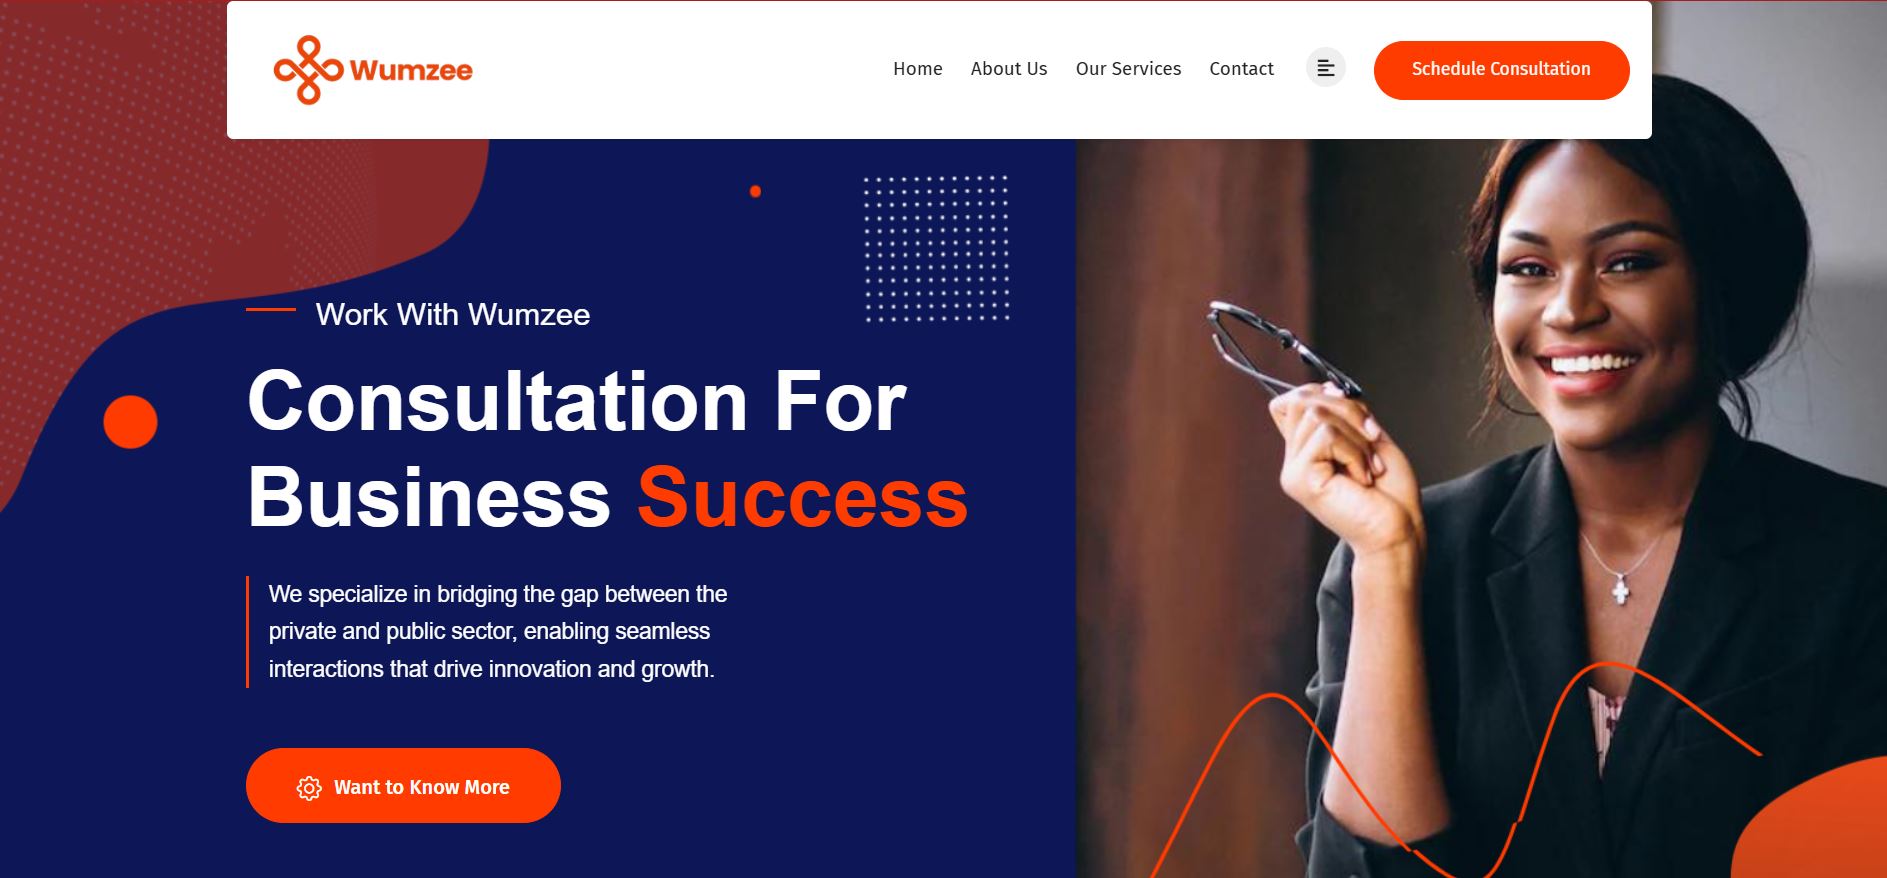 Wumzee
Home About Us Our Services Contact Schedule Consultation
Work With Wumzee
Consultation For
Business Success
We specialize in bridging the gap between the
private and public sector, enabling seamless
interactions that drive innovation and growth.
Want to Know More